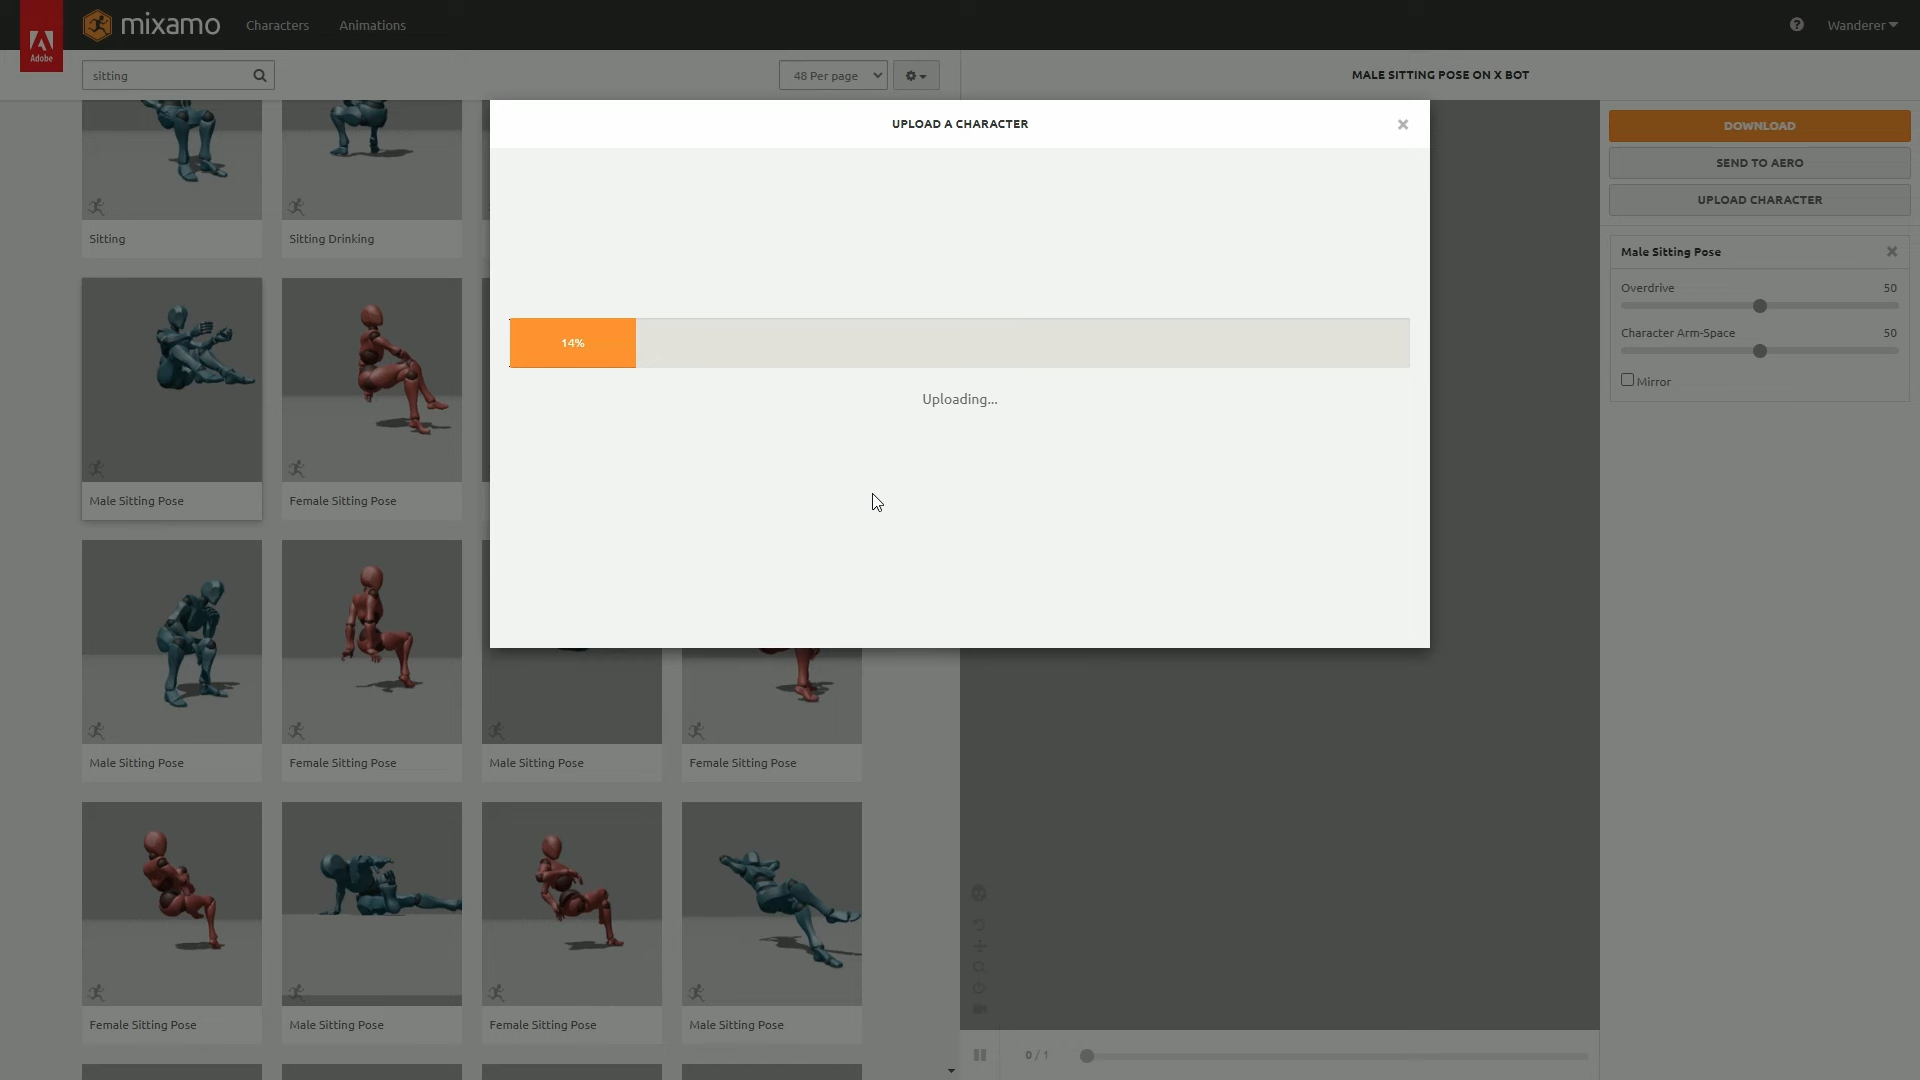 Adobe
mixamo
Characters
Animations
Wanderer
sitting
48 Per page
MALE SITTING POSE ON X BOT
UPLOAD A CHARACTER
14%
Uploading...
DOWNLOAD
SEND TO AERO
UPLOAD CHARACTER
Male Sitting Pose
Overdrive 50
Character Arm-Space 50
Mirror
Sitting
Sitting Drinking
Male Sitting Pose
Female Sitting Pose
Male Sitting Pose
Female Sitting Pose
Male Sitting Pose
Female Sitting Pose
Female Sitting Pose
Male Sitting Pose
Female Sitting Pose
Male Sitting Pose
0 / 1